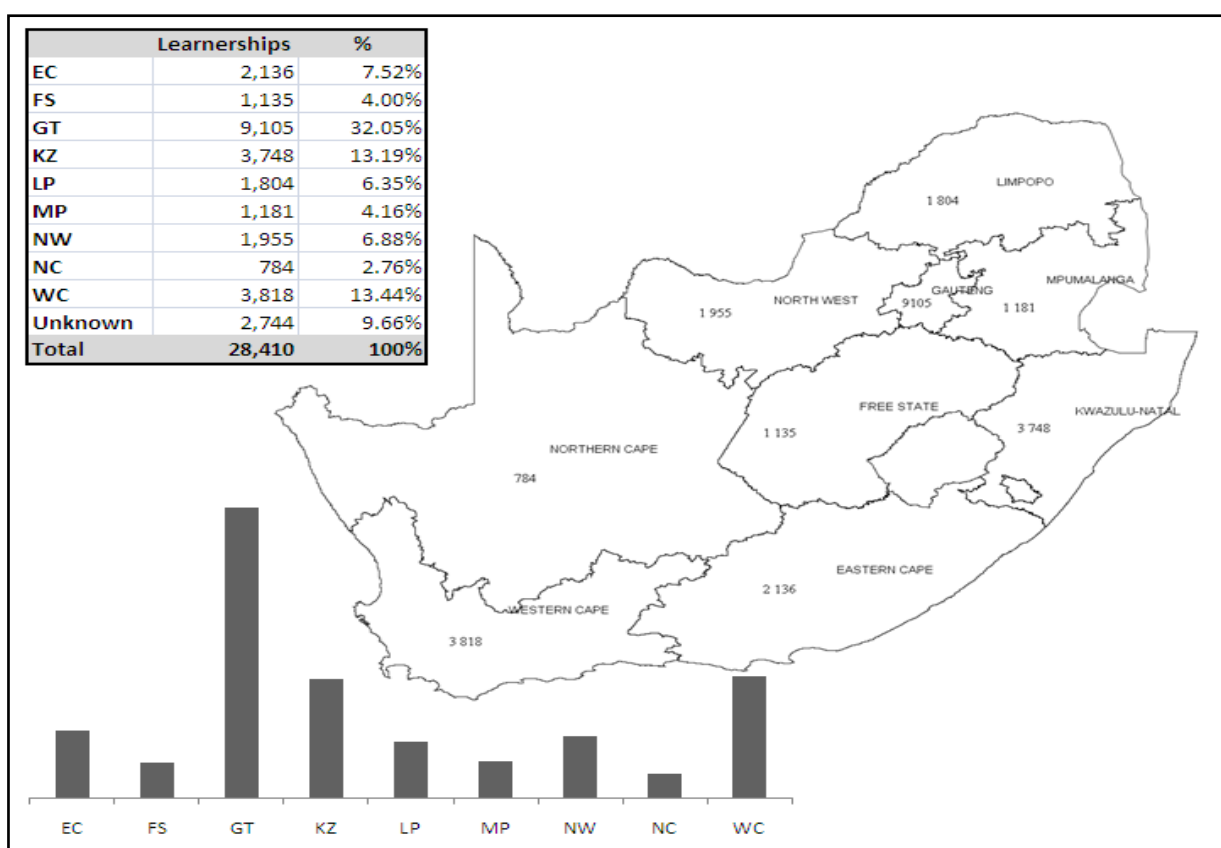 Learnerships %
EC 2,136 7.52%
FS 1,135 4.00%
GT 9,105 32.05%
KZ 3,748 13.19%
LP 1,804 6.35%
MP 1,181 4.16%
NW 1,955 6.88%
NC 784 2.76%
WC 3,818 13.44%
Unknown 2,744 9.66%
Total 28,410 100%
LIMPOPO
1 804
MPUMALANGA
GAUTENG
NORTH WEST
9105
1 181
1 955
FREE STATE
KWAZULU-NATAL
3 748
1 135
NORTHERN CAPE
784
EASTERN CAPE
2 136
WESTERN CAPE
3 818
EC FS GT KZ LP MP NW NC WC